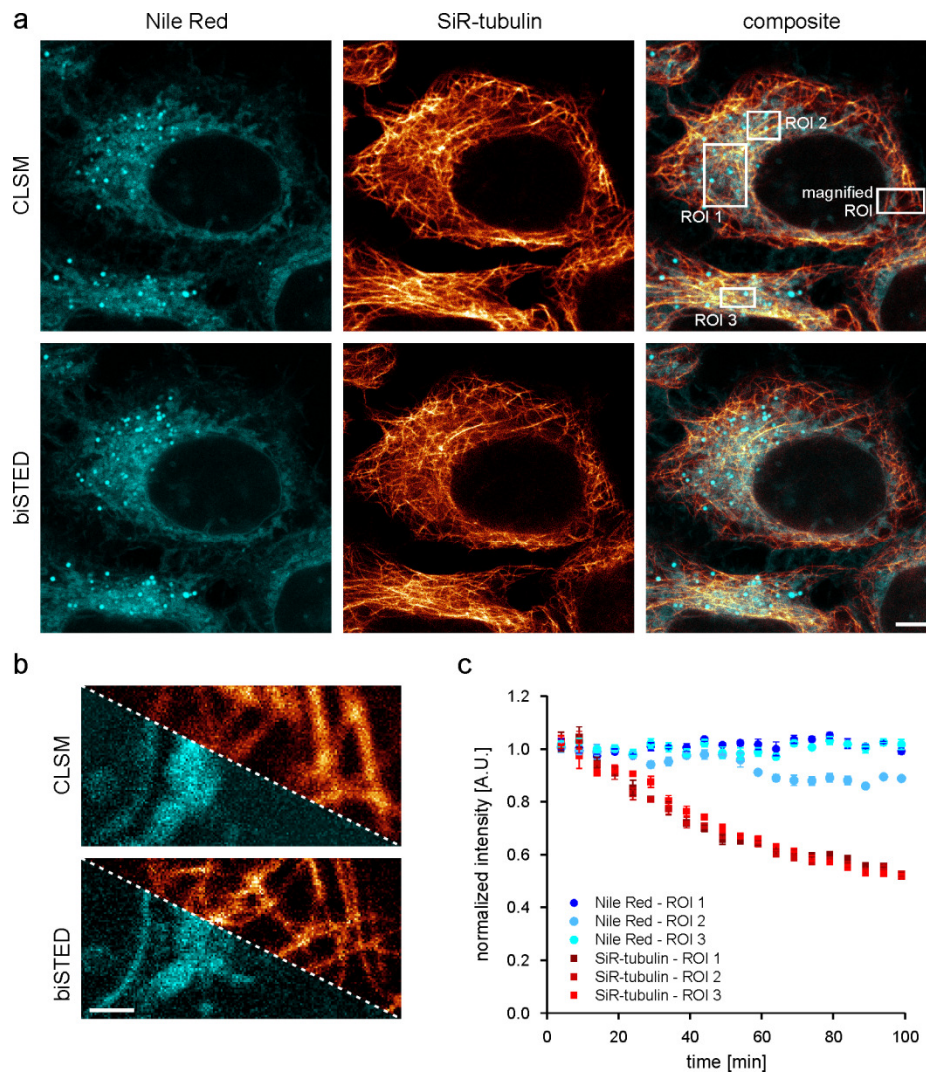 a
Nile Red
SiR-tubulin
composite
CLSM
ROI 2
ROI 1
magnified
ROI
ROI 3
biSTED
b
CLSM
biSTED
c
1.2
1.0
0.8
0.6
0.4
0.2
0.0
normalized intensity [A.U.]
Nile Red - ROI 1
Nile Red - ROI 2
Nile Red - ROI 3
SiR-tubulin - ROI 1
SiR-tubulin - ROI 2
SiR-tubulin - ROI 3
0 20 40 60 80 100
time [min]